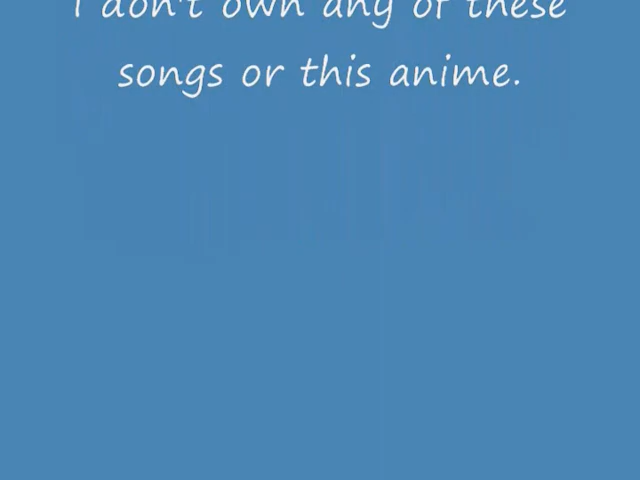 I don't own any of these
songs or this anime.